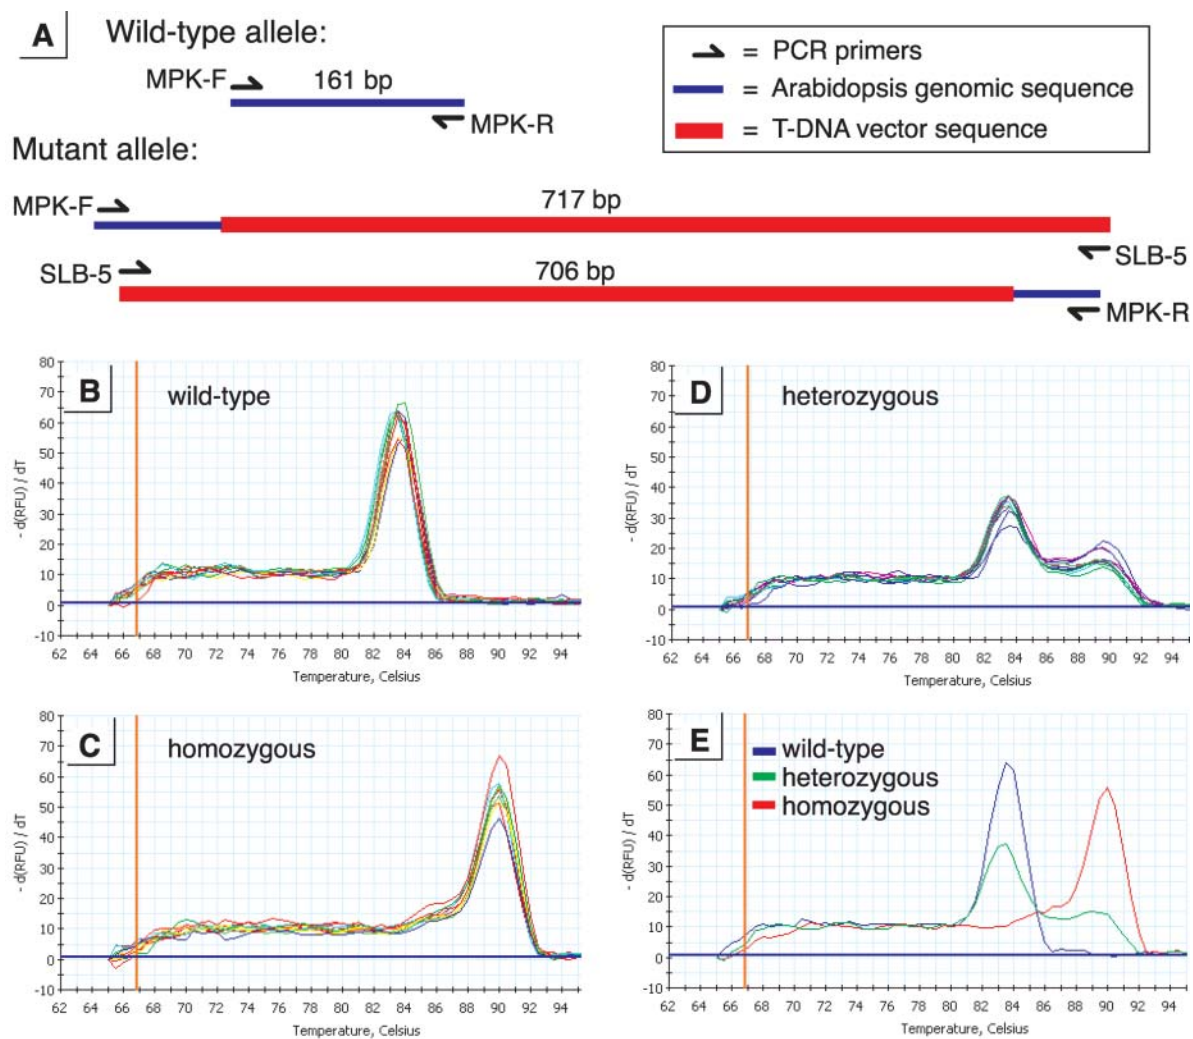 A
Wild-type allele:
MPK-F
161 bp
MPK-R
= PCR primers
= Arabidopsis genomic sequence
= T-DNA vector sequence
Mutant allele:
MPK-F
717 bp
SLB-5
SLB-5
706 bp
MPK-R
B
wild-type
80
70
60
50
40
30
20
10
0
-10
- d(RFU) / dT
62 64 66 68 70 72 74 76 78 80 82 84 86 88 90 92 94
Temperature, Celsius
D
heterozygous
80
70
60
50
40
30
20
10
0
-10
- d(RFU) / dT
62 64 66 68 70 72 74 76 78 80 82 84 86 88 90 92 94
Temperature, Celsius
C
homozygous
80
70
60
50
40
30
20
10
0
-10
- d(RFU) / dT
62 64 66 68 70 72 74 76 78 80 82 84 86 88 90 92 94
Temperature, Celsius
E
wild-type
heterozygous
homozygous
80
70
60
50
40
30
20
10
0
-10
- d(RFU) / dT
62 64 66 68 70 72 74 76 78 80 82 84 86 88 90 92 94
Temperature, Celsius